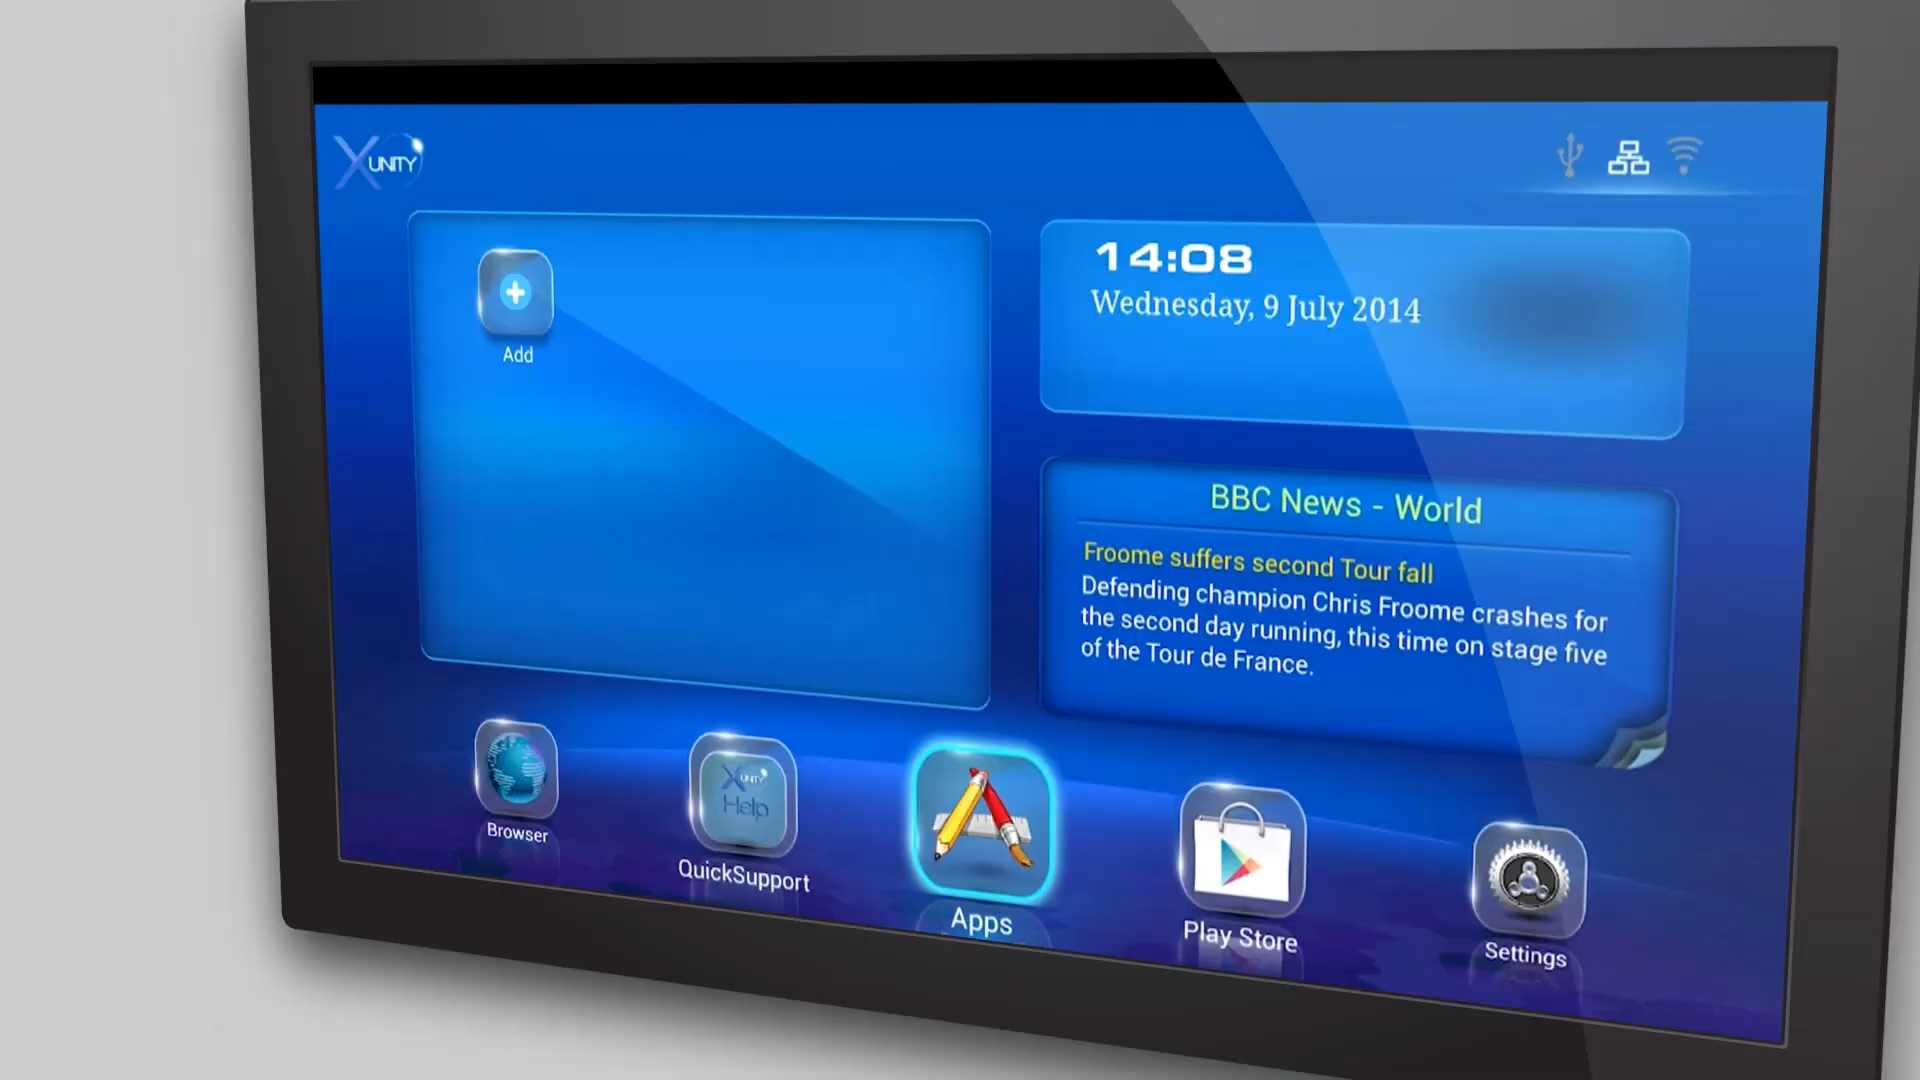 XUNITY
14:08
Wednesday, 9 July 2014
Add
BBC News - World
Froome suffers second Tour fall
Defending champion Chris Froome crashes for
the second day running, this time on stage five
of the Tour de France.
XUNITY
Help
Browser
QuickSupport
Apps
Play Store
Settings